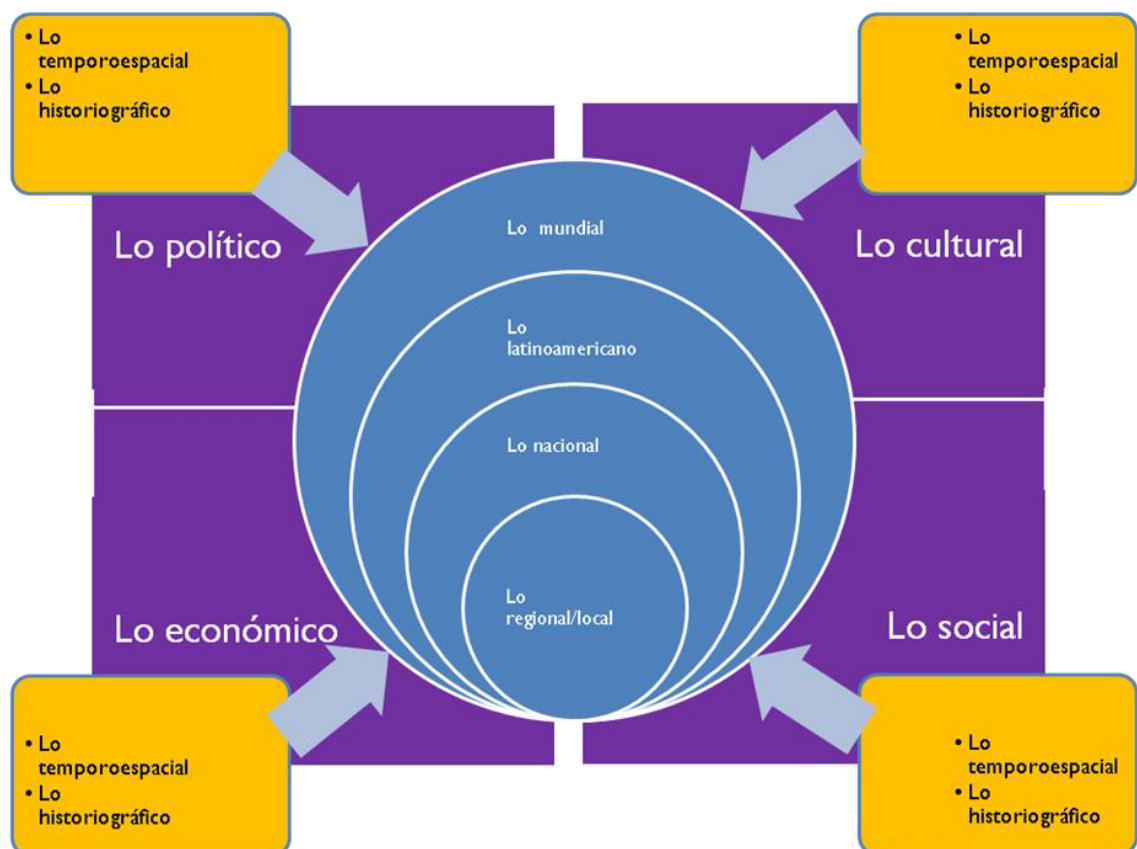 • Lo
temporoespacial
• Lo
historiográfico
• Lo
temporoespacial
• Lo
historiográfico
Lo político
Lo mundial
Lo cultural
Lo
latinoamericano
Lo nacional
Lo
regional/local
Lo económico
Lo social
• Lo
temporoespacial
• Lo
historiográfico
• Lo
temporoespacial
• Lo
historiográfico